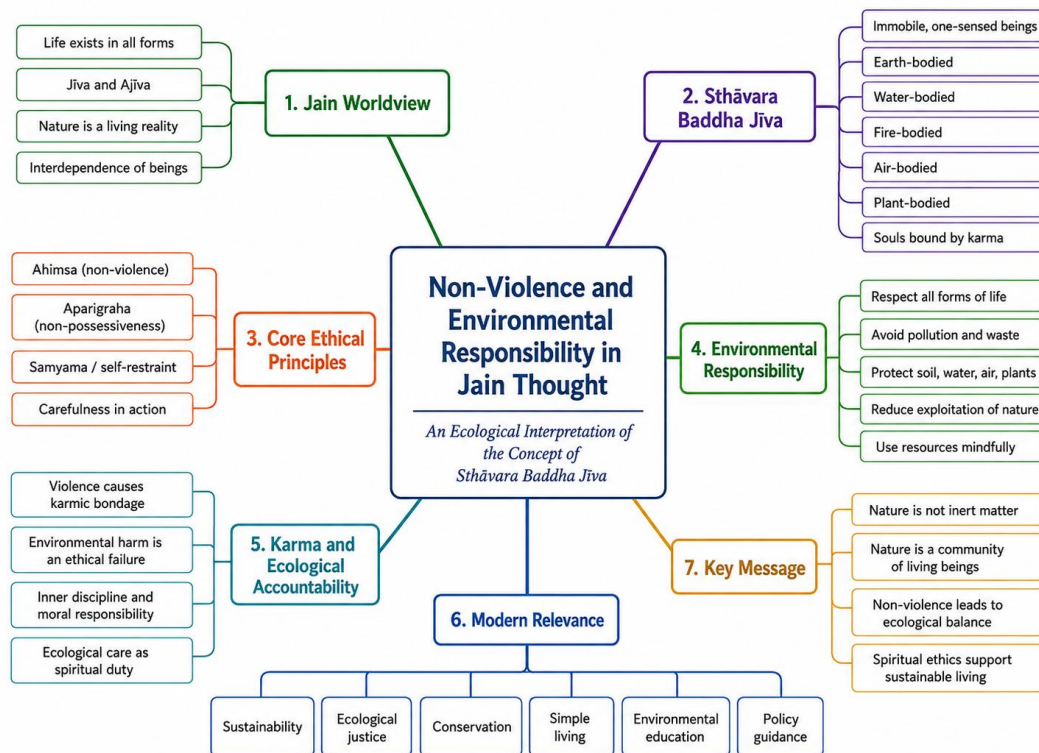 Non-Violence and
Environmental
Responsibility in
Jain Thought
An Ecological Interpretation of
the Concept of
Sthāvara Baddha Jīva
1. Jain Worldview
Life exists in all forms
Jīva and Ajīva
Nature is a living reality
Interdependence of beings
2. Sthāvara
Baddha Jīva
Immobile, one-sensed beings
Earth-bodied
Water-bodied
Fire-bodied
Air-bodied
Plant-bodied
Souls bound by karma
3. Core Ethical
Principles
Ahimsa (non-violence)
Aparigraha
(non-possessiveness)
Samyama / self-restraint
Carefulness in action
4. Environmental
Responsibility
Respect all forms of life
Avoid pollution and waste
Protect soil, water, air, plants
Reduce exploitation of nature
Use resources mindfully
5. Karma and
Ecological
Accountability
Violence causes
karmic bondage
Environmental harm is
an ethical failure
Inner discipline and
moral responsibility
Ecological care as
spiritual duty
6. Modern Relevance
Sustainability
Ecological
justice
Conservation
Simple
living
Environmental
education
Policy
guidance
7. Key Message
Nature is not inert matter
Nature is a community
of living beings
Non-violence leads to
ecological balance
Spiritual ethics support
sustainable living